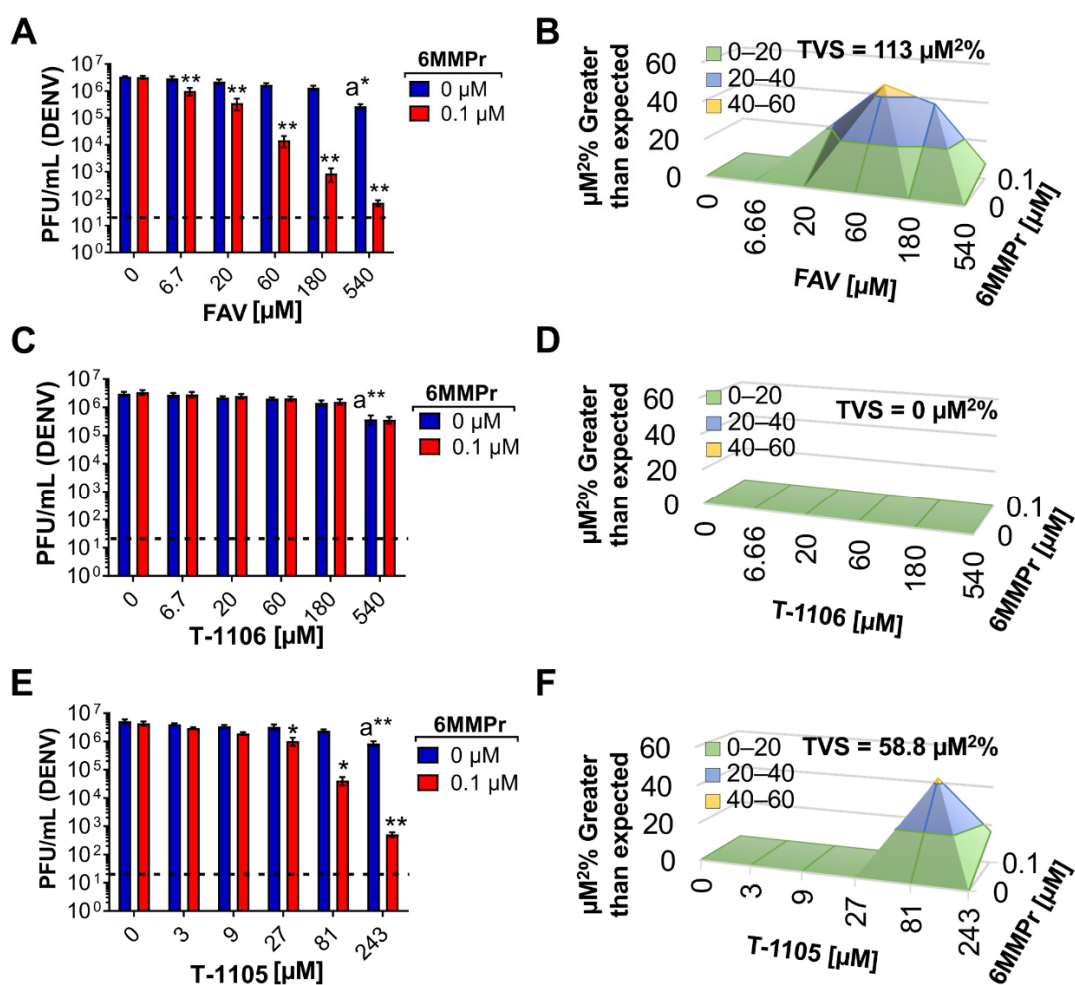 A
PFU/mL (DENV)
10⁷
10⁶
10⁵
10⁴
10³
10²
10¹
10⁰
** ** ** ** a* **
0 6.7 20 60 180 540
FAV [µM]
6MMPr
0 µM
0.1 µM
B
TVS = 113 µM²%
0–20
20–40
40–60
µM²% Greater
than expected
60
40
20
0
0 6.66 20 60 180 540
FAV [µM]
0.1
0
6MMPr [µM]
C
PFU/mL (DENV)
10⁷
10⁶
10⁵
10⁴
10³
10²
10¹
10⁰
a**
0 6.7 20 60 180 540
T-1106 [µM]
6MMPr
0 µM
0.1 µM
D
TVS = 0 µM²%
0–20
20–40
40–60
µM²% Greater
than expected
60
40
20
0
0 6.66 20 60 180 540
T-1106 [µM]
0.1
0
6MMPr [µM]
E
PFU/mL (DENV)
10⁷
10⁶
10⁵
10⁴
10³
10²
10¹
10⁰
* * a** **
0 3 9 27 81 243
T-1105 [µM]
6MMPr
0 µM
0.1 µM
F
TVS = 58.8 µM²%
0–20
20–40
40–60
µM²% Greater
than expected
60
40
20
0
0 3 9 27 81 243
T-1105 [µM]
0.1
0
6MMPr [µM]